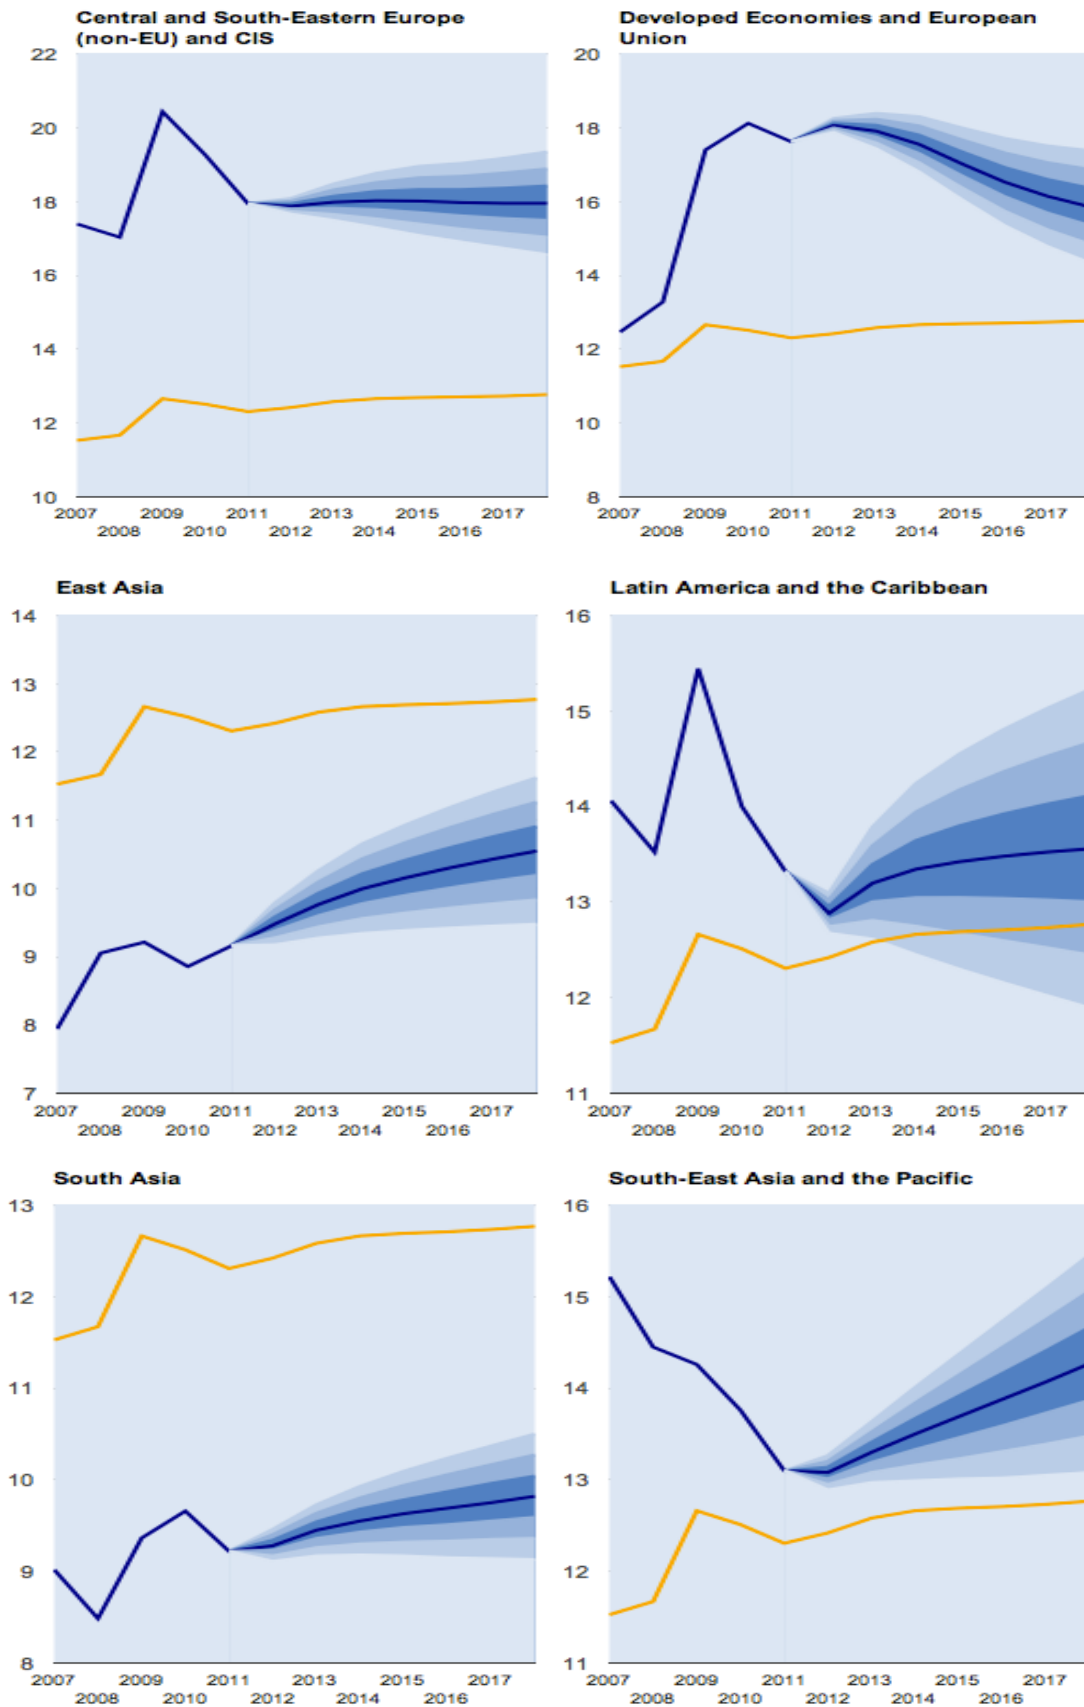 Central and South-Eastern Europe
(non-EU) and CIS
22
20
18
16
14
12
10
2007 2009 2011 2013 2015 2017
2008 2010 2012 2014 2016
Developed Economies and European
Union
20
18
16
14
12
10
8
2007 2009 2011 2013 2015 2017
2008 2010 2012 2014 2016
East Asia
14
13
12
11
10
9
8
7
2007 2009 2011 2013 2015 2017
2008 2010 2012 2014 2016
Latin America and the Caribbean
16
15
14
13
12
11
2007 2009 2011 2013 2015 2017
2008 2010 2012 2014 2016
South Asia
13
12
11
10
9
8
2007 2009 2011 2013 2015 2017
2008 2010 2012 2014 2016
South-East Asia and the Pacific
16
15
14
13
12
11
2007 2009 2011 2013 2015 2017
2008 2010 2012 2014 2016